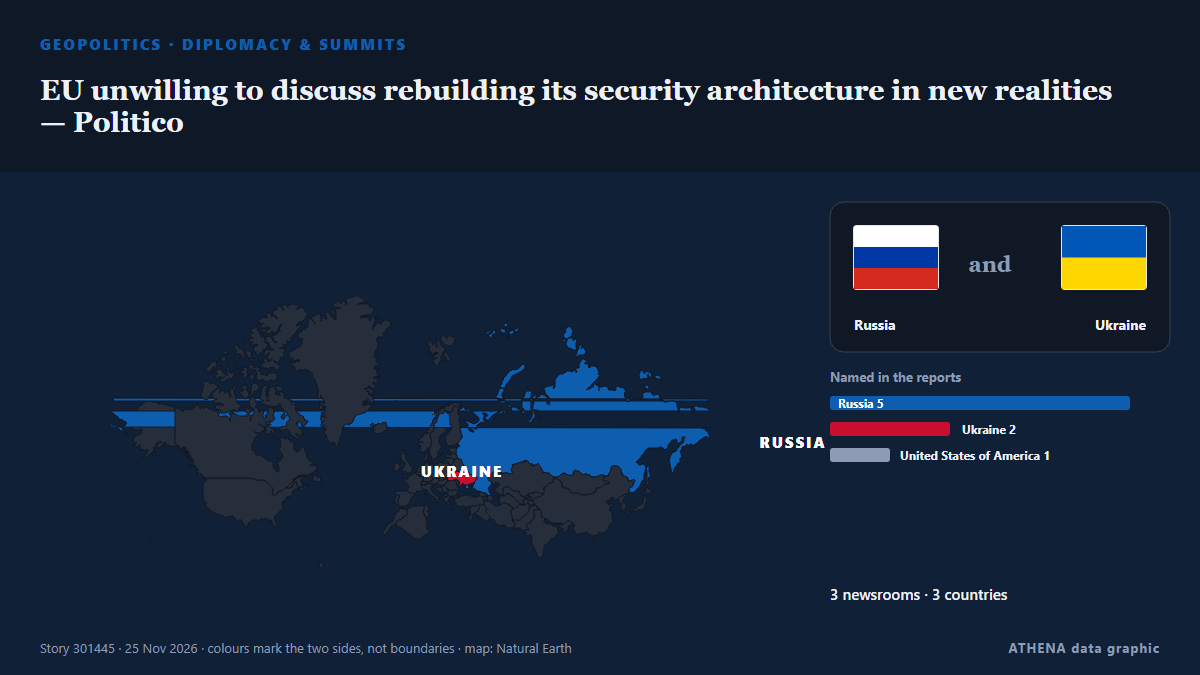 GEOPOLITICS · DIPLOMACY & SUMMITS
EU unwilling to discuss rebuilding its security architecture in new realities
— Politico
and
Russia
Ukraine
Named in the reports
Russia 5
Ukraine 2
United States of America 1
RUSSIA
UKRAINE
3 newsrooms · 3 countries
Story 301445 · 25 Nov 2026 · colours mark the two sides, not boundaries · map: Natural Earth
ATHENA data graphic